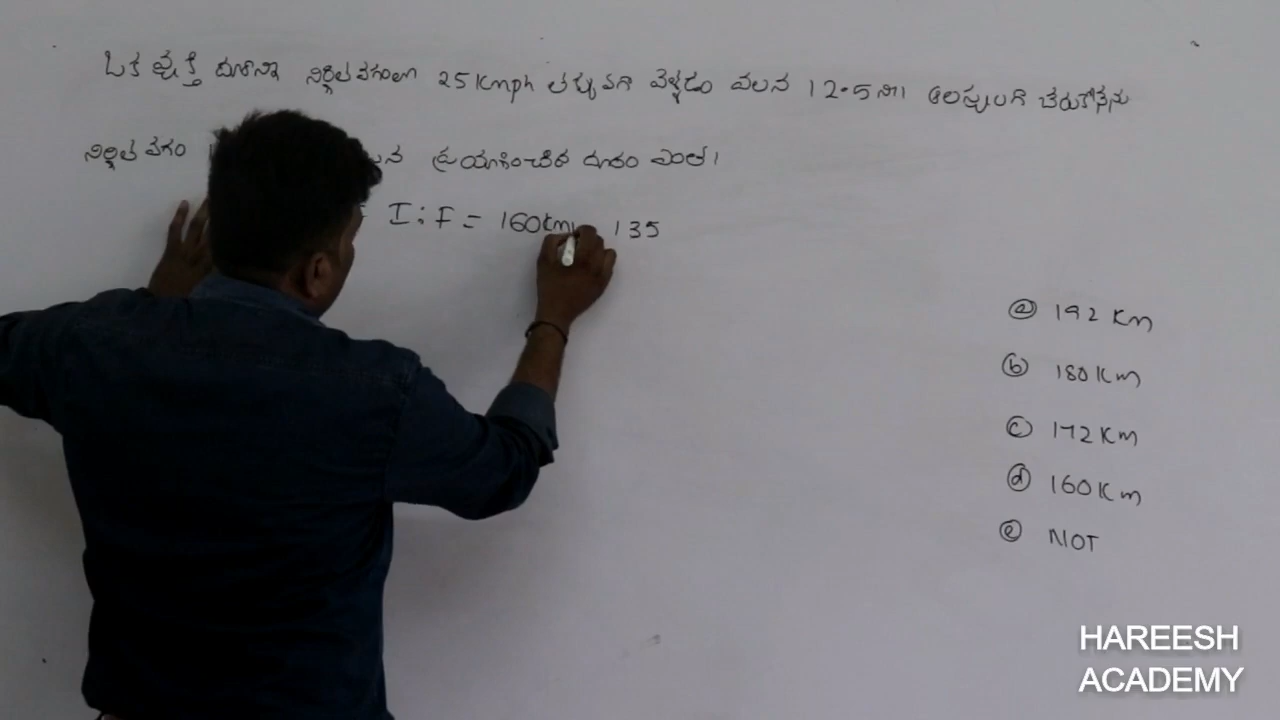 ఒక వ్యక్తి దూరాన్ని నిర్ణీత వేగంలా 25 Kmph తక్కువగా వెళ్ళడం వలన 12.5 ని॥ ఆలస్యంగా చేరుకొనెను
నిర్ణీత వేగం 1 న ప్రయాణించిన దూరం ఎంత।
I : F = 160km 135
ⓐ 192 Km
ⓑ 180 Km
ⓒ 172 Km
ⓓ 160 Km
ⓔ NOT
HAREESH
ACADEMY